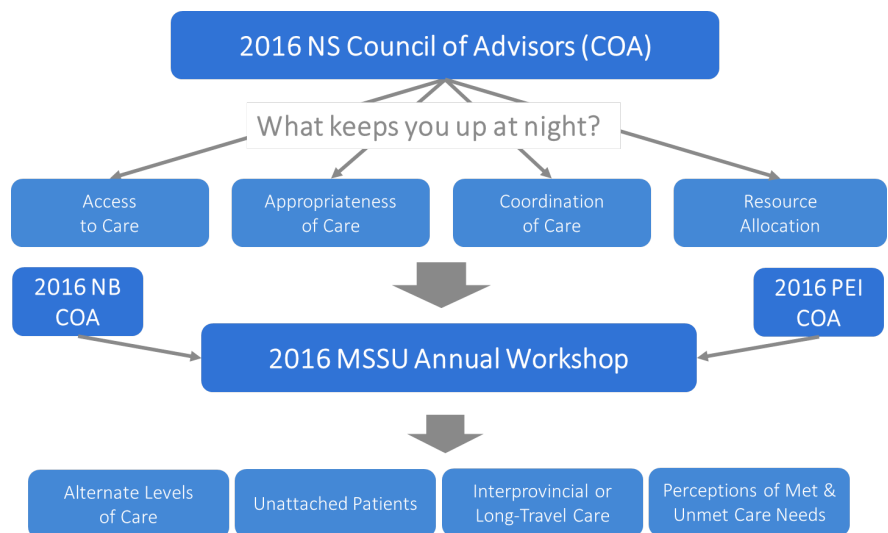 2016 NS Council of Advisors (COA)
What keeps you up at night?
Access
to Care
Appropriateness
of Care
Coordination
of Care
Resource
Allocation
2016 NB
COA
2016 PEI
COA
2016 MSSU Annual Workshop
Alternate Levels
of Care
Unattached Patients
Interprovincial or
Long-Travel Care
Perceptions of Met &
Unmet Care Needs